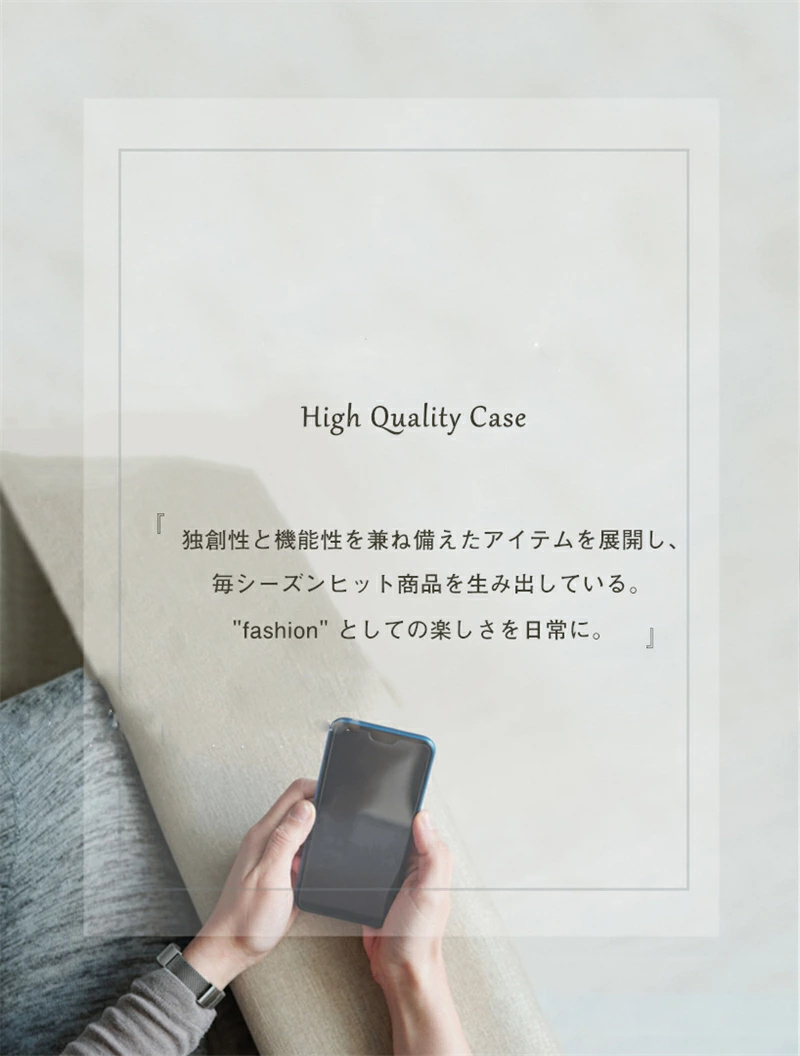 High Quality Case
『独創性と機能性を兼ね備えたアイテムを展開し、
毎シーズンヒット商品を生み出している。
"fashion" としての楽しさを日常に。』